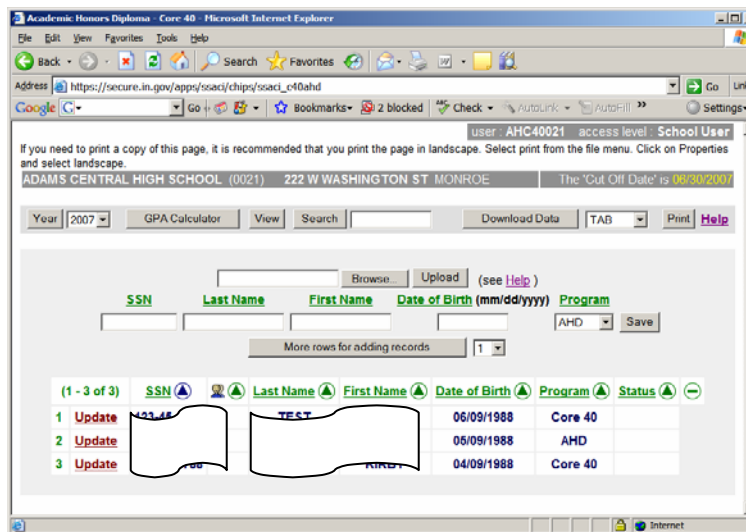 Academic Honors Diploma - Core 40 - Microsoft Internet Explorer
File Edit View Favorites Tools Help
Back Search Favorites
Address https://secure.in.gov/apps/ssaci/chips/ssaci_c40ahd Go
Google Go Bookmarks 2 blocked Check AutoLink AutoFill Settings
user : AHC40021 access level : School User
If you need to print a copy of this page, it is recommended that you print the page in landscape. Select print from the file menu. Click on Properties
and select landscape.
ADAMS CENTRAL HIGH SCHOOL (0021) 222 W WASHINGTON ST MONROE The 'Cut Off Date' is 08/30/2007
Year 2007 GPA Calculator View Search Download Data TAB Print Help
Browse... Upload (see Help )
SSN Last Name First Name Date of Birth (mm/dd/yyyy) Program
AHD Save
More rows for adding records 1
(1 - 3 of 3) SSN Last Name First Name Date of Birth Program Status
1 Update TEST 06/09/1988 Core 40
2 Update 05/09/1988 AHD
3 Update 04/09/1988 Core 40
Internet